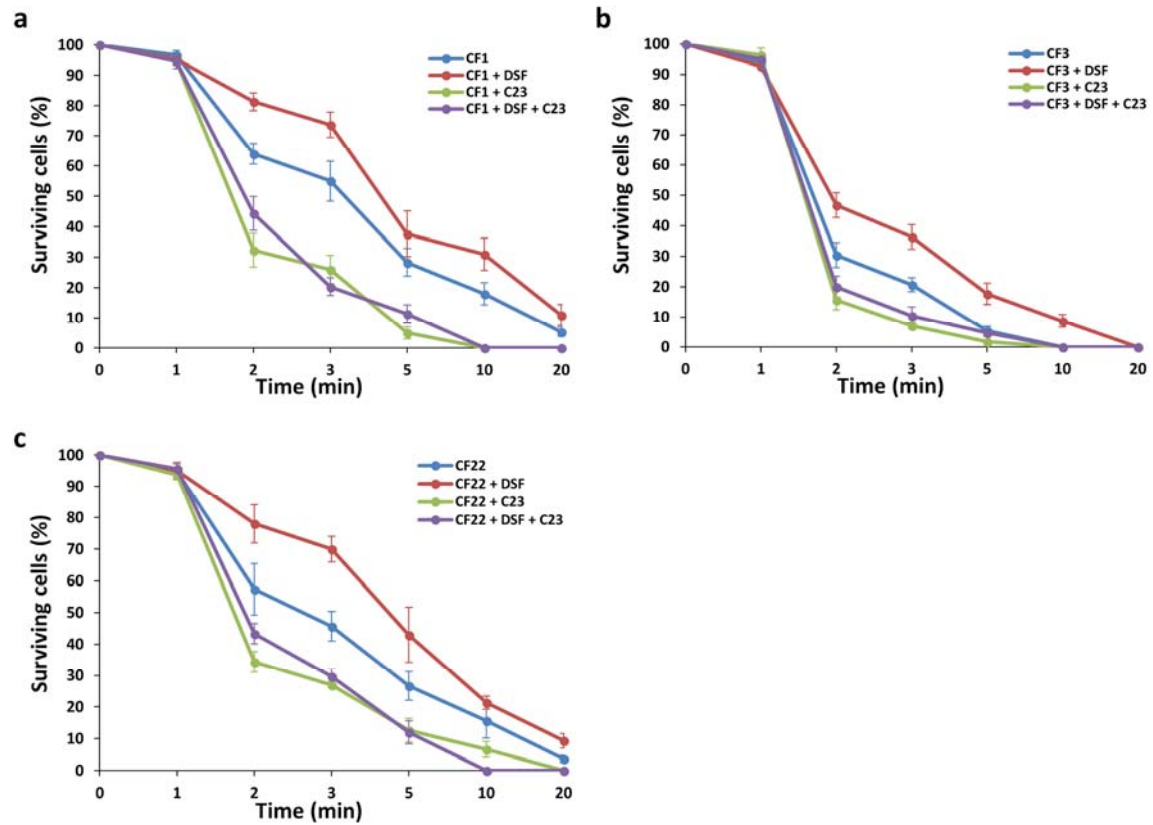 a
100
90
80
70
60
50
40
30
20
10
0
Surviving cells (%)
CF1
CF1 + DSF
CF1 + C23
CF1 + DSF + C23
0 1 2 3 5 10 20
Time (min)
b
100
90
80
70
60
50
40
30
20
10
0
Surviving cells (%)
CF3
CF3 + DSF
CF3 + C23
CF3 + DSF + C23
0 1 2 3 5 10 20
Time (min)
c
100
90
80
70
60
50
40
30
20
10
0
Surviving cells (%)
CF22
CF22 + DSF
CF22 + C23
CF22 + DSF + C23
0 1 2 3 5 10 20
Time (min)